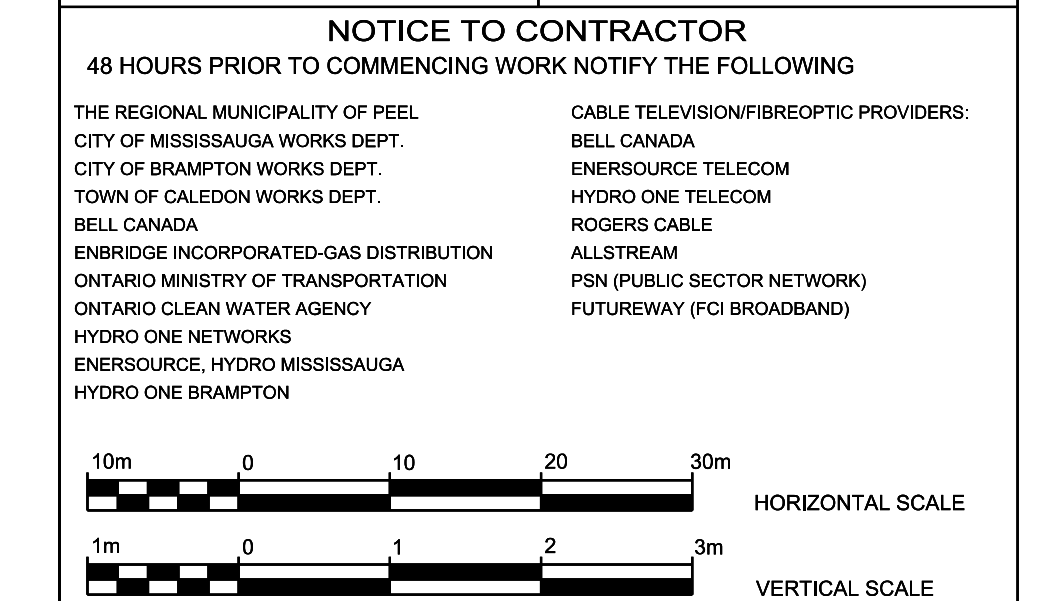 NOTICE TO CONTRACTOR
48 HOURS PRIOR TO COMMENCING WORK NOTIFY THE FOLLOWING
THE REGIONAL MUNICIPALITY OF PEEL
CITY OF MISSISSAUGA WORKS DEPT.
CITY OF BRAMPTON WORKS DEPT.
TOWN OF CALEDON WORKS DEPT.
BELL CANADA
ENBRIDGE INCORPORATED-GAS DISTRIBUTION
ONTARIO MINISTRY OF TRANSPORTATION
ONTARIO CLEAN WATER AGENCY
HYDRO ONE NETWORKS
ENERSOURCE, HYDRO MISSISSAUGA
HYDRO ONE BRAMPTON
CABLE TELEVISION/FIBREOPTIC PROVIDERS:
BELL CANADA
ENERSOURCE TELECOM
HYDRO ONE TELECOM
ROGERS CABLE
ALLSTREAM
PSN (PUBLIC SECTOR NETWORK)
FUTUREWAY (FCI BROADBAND)
10m 0 10 20 30m
HORIZONTAL SCALE
1m 0 1 2 3m
VERTICAL SCALE